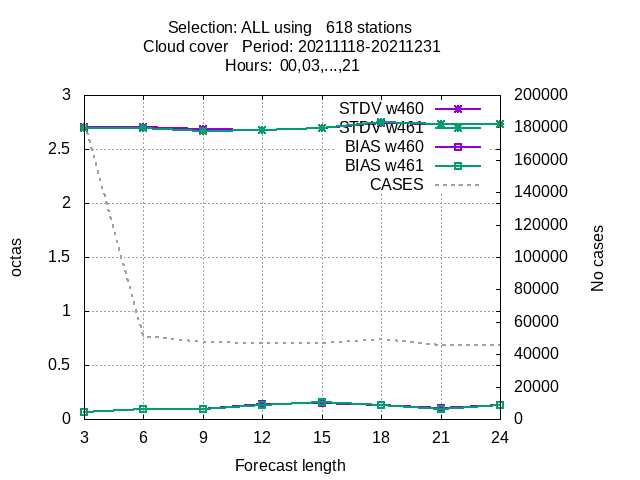 Selection: ALL using   618 stations
Cloud cover   Period: 20211118-20211231
Hours:  00,03,...,21
3
2.5
2
1.5
1
0.5
0
octas
200000
180000
160000
140000
120000
100000
80000
60000
40000
20000
0
No cases
STDV w460
STDV w461
BIAS w460
BIAS w461
CASES
3 6 9 12 15 18 21 24
Forecast length